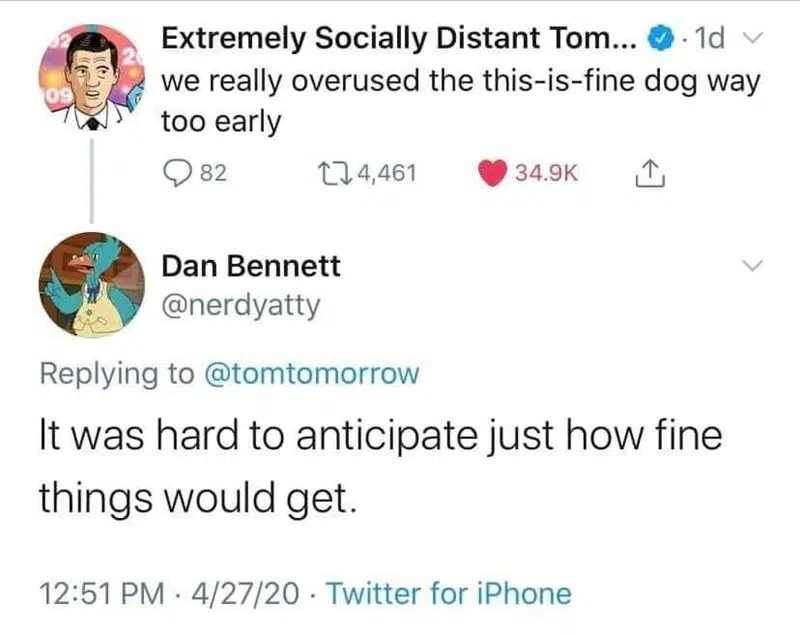 Extremely Socially Distant Tom... · 1d
we really overused the this-is-fine dog way
too early
82 4,461 34.9K
Dan Bennett
@nerdyatty
Replying to @tomtomorrow
It was hard to anticipate just how fine
things would get.
12:51 PM · 4/27/20 · Twitter for iPhone